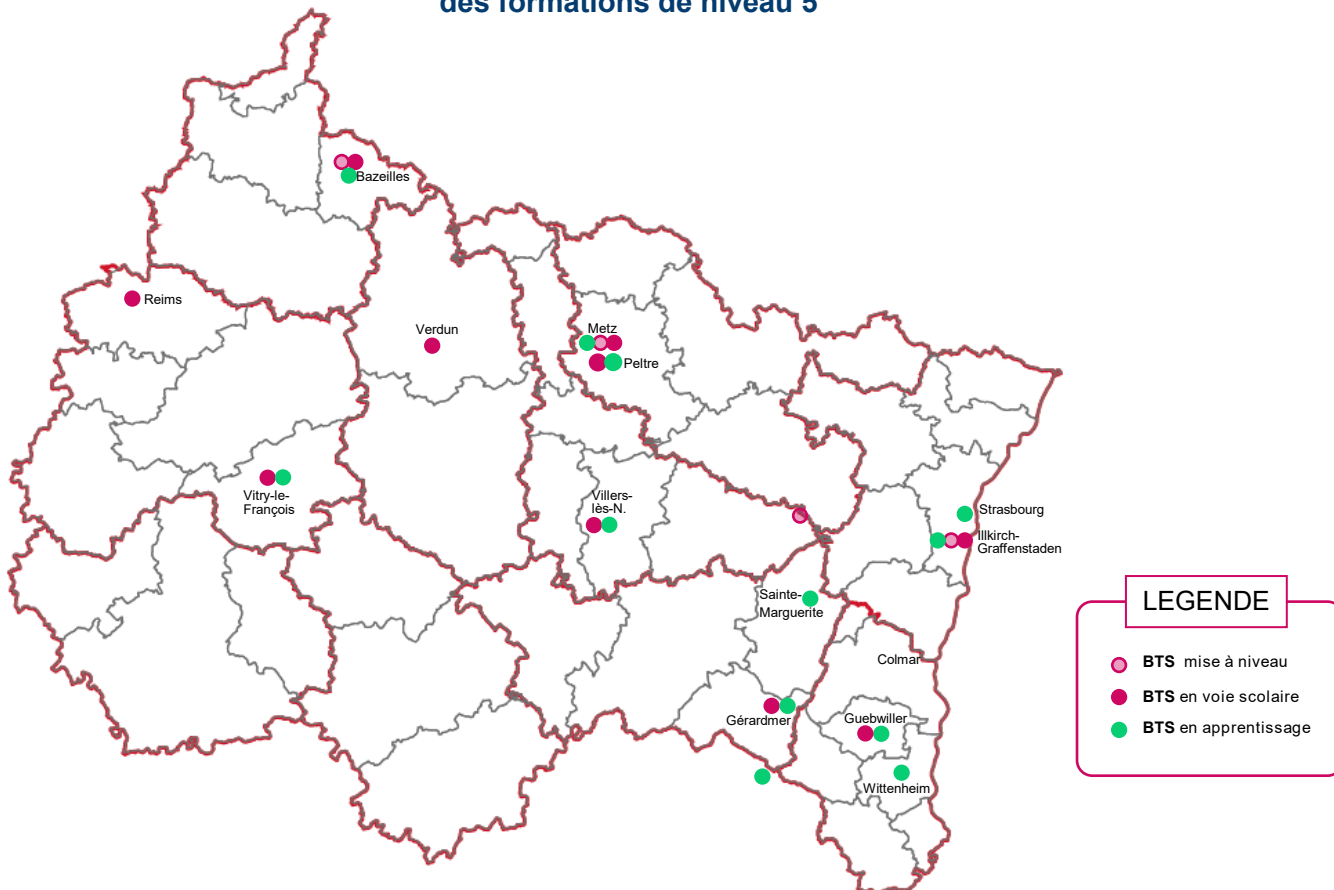 des formations de niveau 5
Bazeilles
Reims
Verdun
Metz
Peltre
Vitry-le-
François
Villers-
lès-N.
Strasbourg
Illkirch-
Graffenstaden
Sainte-
Marguerite
Colmar
Gérardmer
Guebwiller
Wittenheim
LEGENDE
BTS mise à niveau
BTS en voie scolaire
BTS en apprentissage